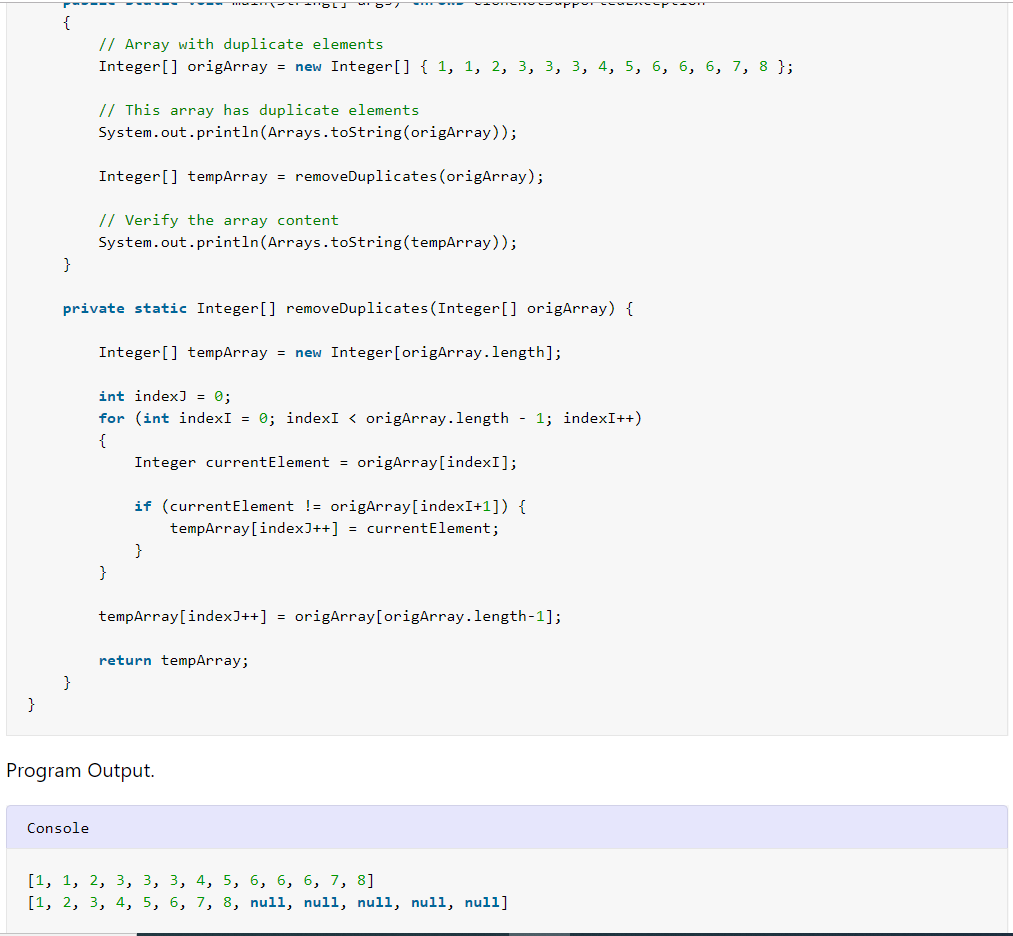 {
// Array with duplicate elements
Integer[] origArray = new Integer[] { 1, 1, 2, 3, 3, 3, 4, 5, 6, 6, 6, 7, 8 };
// This array has duplicate elements
System.out.println(Arrays.toString(origArray));
Integer[] tempArray = removeDuplicates(origArray);
// Verify the array content
System.out.println(Arrays.toString(tempArray));
}
private static Integer[] removeDuplicates(Integer[] origArray) {
Integer[] tempArray = new Integer[origArray.length];
int indexJ = 0;
for (int indexI = 0; indexI < origArray.length - 1; indexI++)
{
Integer currentElement = origArray[indexI];
if (currentElement != origArray[indexI+1]) {
tempArray[indexJ++] = currentElement;
}
}
tempArray[indexJ++] = origArray[origArray.length-1];
return tempArray;
}
}
Program Output.
Console
[1, 1, 2, 3, 3, 3, 4, 5, 6, 6, 6, 7, 8]
[1, 2, 3, 4, 5, 6, 7, 8, null, null, null, null, null]